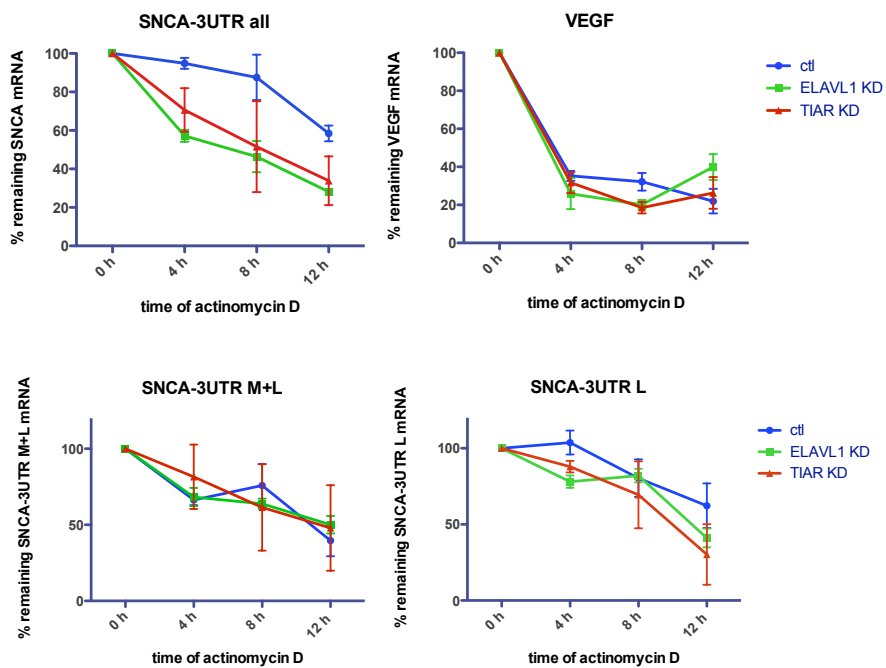 SNCA-3UTR all
% remaining SNCA mRNA
100
80
60
40
20
0
0 h
4 h
8 h
12 h
time of actinomycin D
VEGF
% remaining VEGF mRNA
100
80
60
40
20
0
0 h
4 h
8 h
12 h
time of actinomycin D
ctl
ELAVL1 KD
TIAR KD
SNCA-3UTR M+L
% remaining SNCA-3UTR M+L mRNA
100
50
0
0 h
4 h
8 h
12 h
time of actinomycin D
SNCA-3UTR L
% remaining SNCA-3UTR L mRNA
100
50
0
0 h
4 h
8 h
12 h
time of actinomycin D
ctl
ELAVL1 KD
TIAR KD